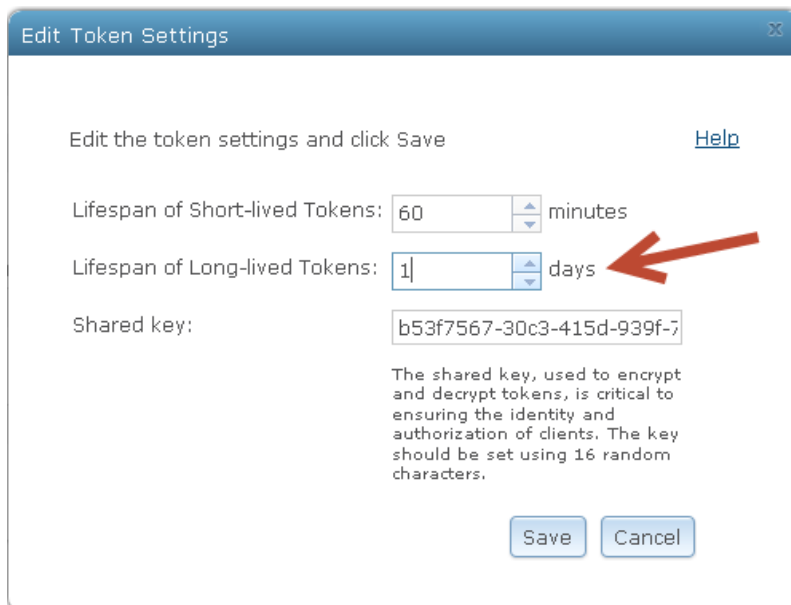 Edit Token Settings
x
Edit the token settings and click Save
Help
Lifespan of Short-lived Tokens: 60 minutes
Lifespan of Long-lived Tokens: 1 days
Shared key: b53f7567-30c3-415d-939f-7
The shared key, used to encrypt
and decrypt tokens, is critical to
ensuring the identity and
authorization of clients. The key
should be set using 16 random
characters.
Save Cancel